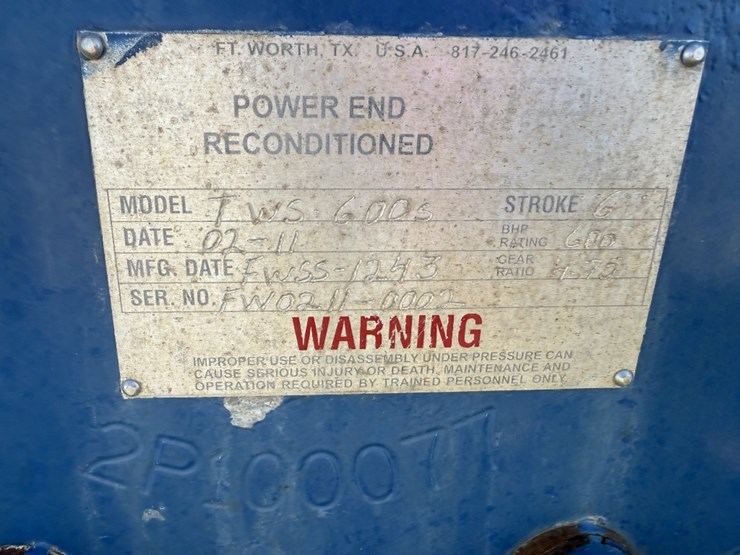 FT. WORTH, TX. U.S.A. 817-246-2461
POWER END
RECONDITIONED
MODEL TWS 600S STROKE 6
DATE 02-11 BHP RATING 600
MFG. DATE FWSS-1243 GEAR RATIO
SER. NO. FW0211-0002
WARNING
IMPROPER USE OR DISASSEMBLY UNDER PRESSURE CAN
CAUSE SERIOUS INJURY OR DEATH. MAINTENANCE AND
OPERATION REQUIRED BY TRAINED PERSONNEL ONLY
2P100077